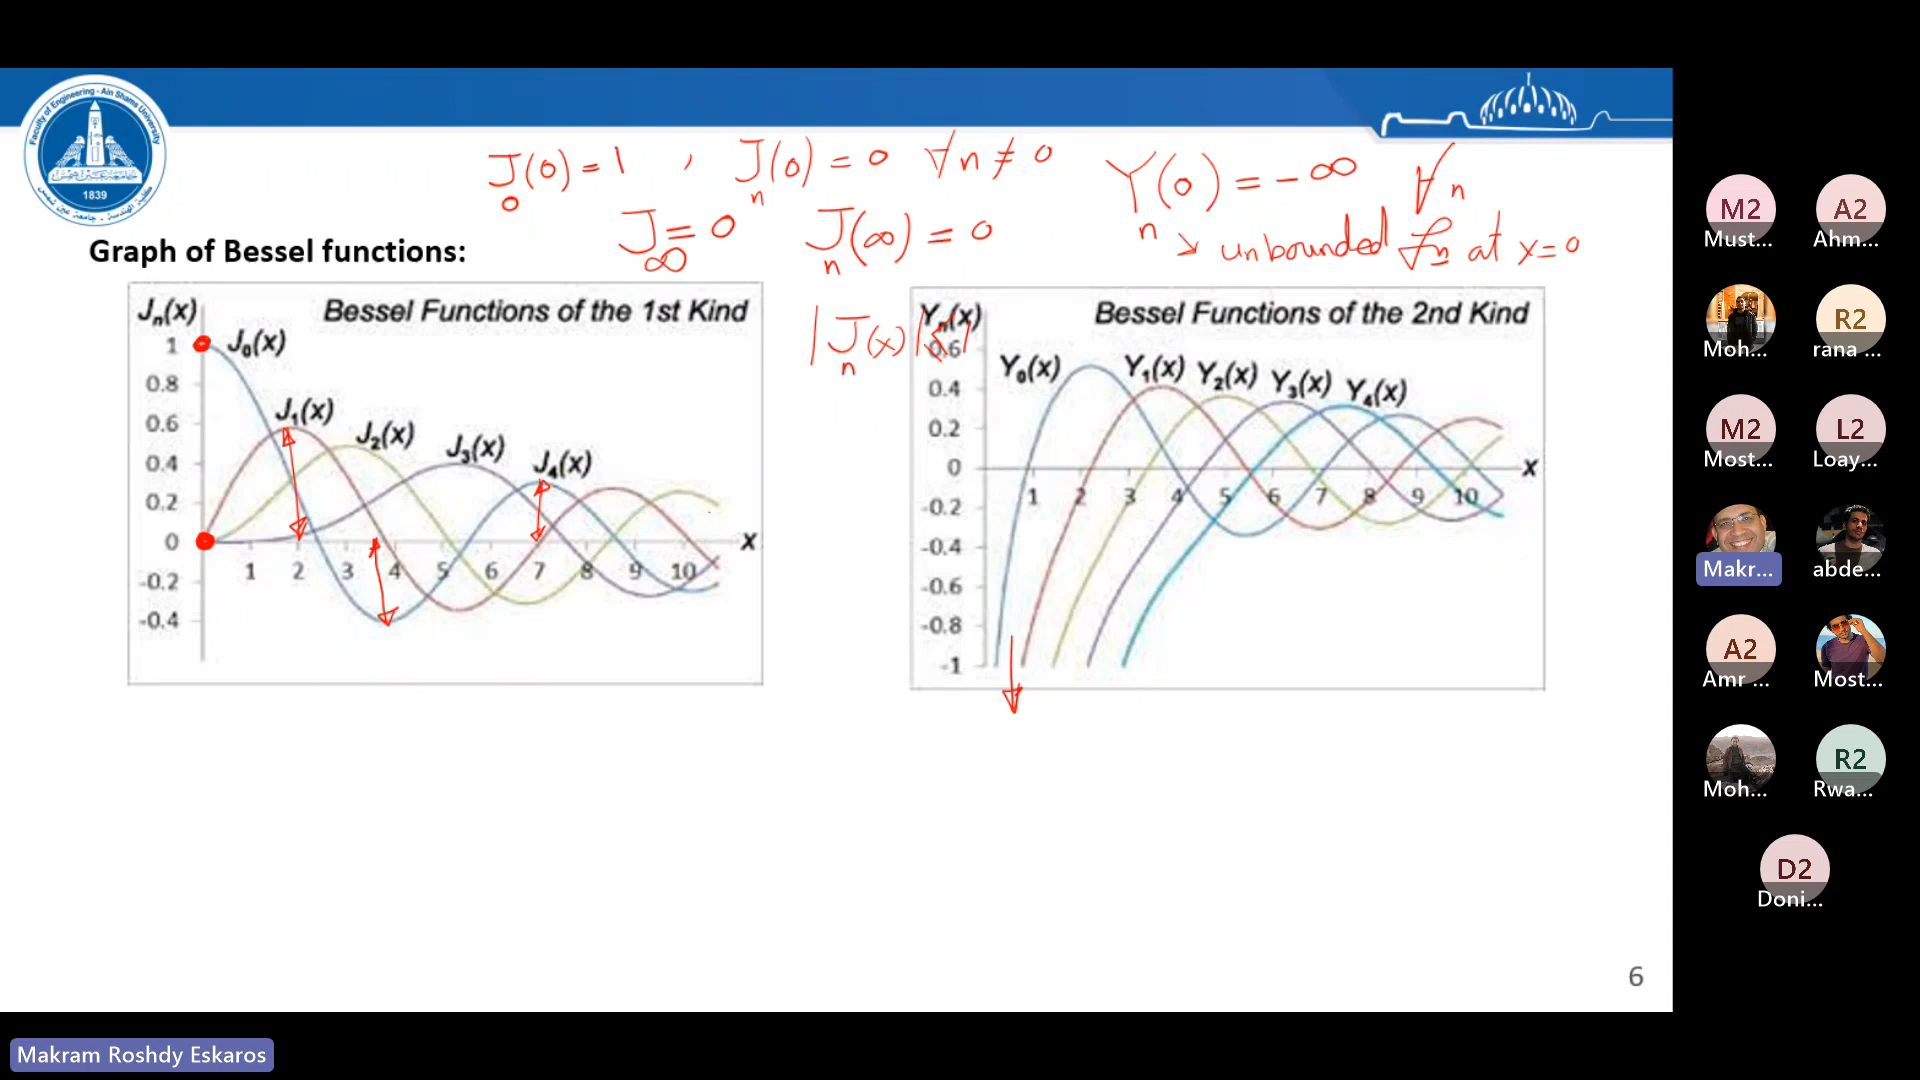 Faculty of Engineering - Ain Shams University
1839
J₀(0) = 1 , Jₙ(0) = 0 ∀n ≠ 0
Yₙ(0) = -∞ ∀n
J∞ = 0 Jₙ(∞) = 0
↘ unbounded fn at x=0
Graph of Bessel functions:
Jₙ(x)
Bessel Functions of the 1st Kind
1
0.8
0.6
0.4
0.2
0
-0.2
-0.4
J₀(x)
J₁(x)
J₂(x)
J₃(x)
J₄(x)
1 2 3 4 5 6 7 8 9 10
x
|Jₙ(x)| ≤ 1
Yₙ(x)
Bessel Functions of the 2nd Kind
0.6
0.4
0.2
0
-0.2
-0.4
-0.6
-0.8
-1
Y₀(x)
Y₁(x) Y₂(x) Y₃(x) Y₄(x)
1 2 3 4 5 6 7 8 9 10
x
6
M2
Must...
A2
Ahm...
Moh...
R2
rana ...
M2
Most...
L2
Loay...
Makr...
abde...
A2
Amr ...
Most...
Moh...
R2
Rwa...
D2
Doni...
Makram Roshdy Eskaros